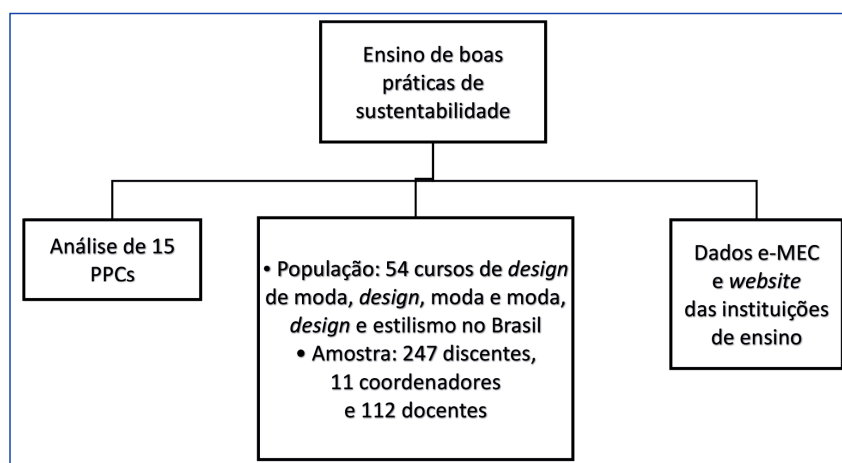 Ensino de boas
práticas de
sustentabilidade
Análise de 15
PPCs
• População: 54 cursos de design
de moda, design, moda e moda,
design e estilismo no Brasil
• Amostra: 247 discentes,
11 coordenadores
e 112 docentes
Dados e-MEC
e website
das instituições
de ensino